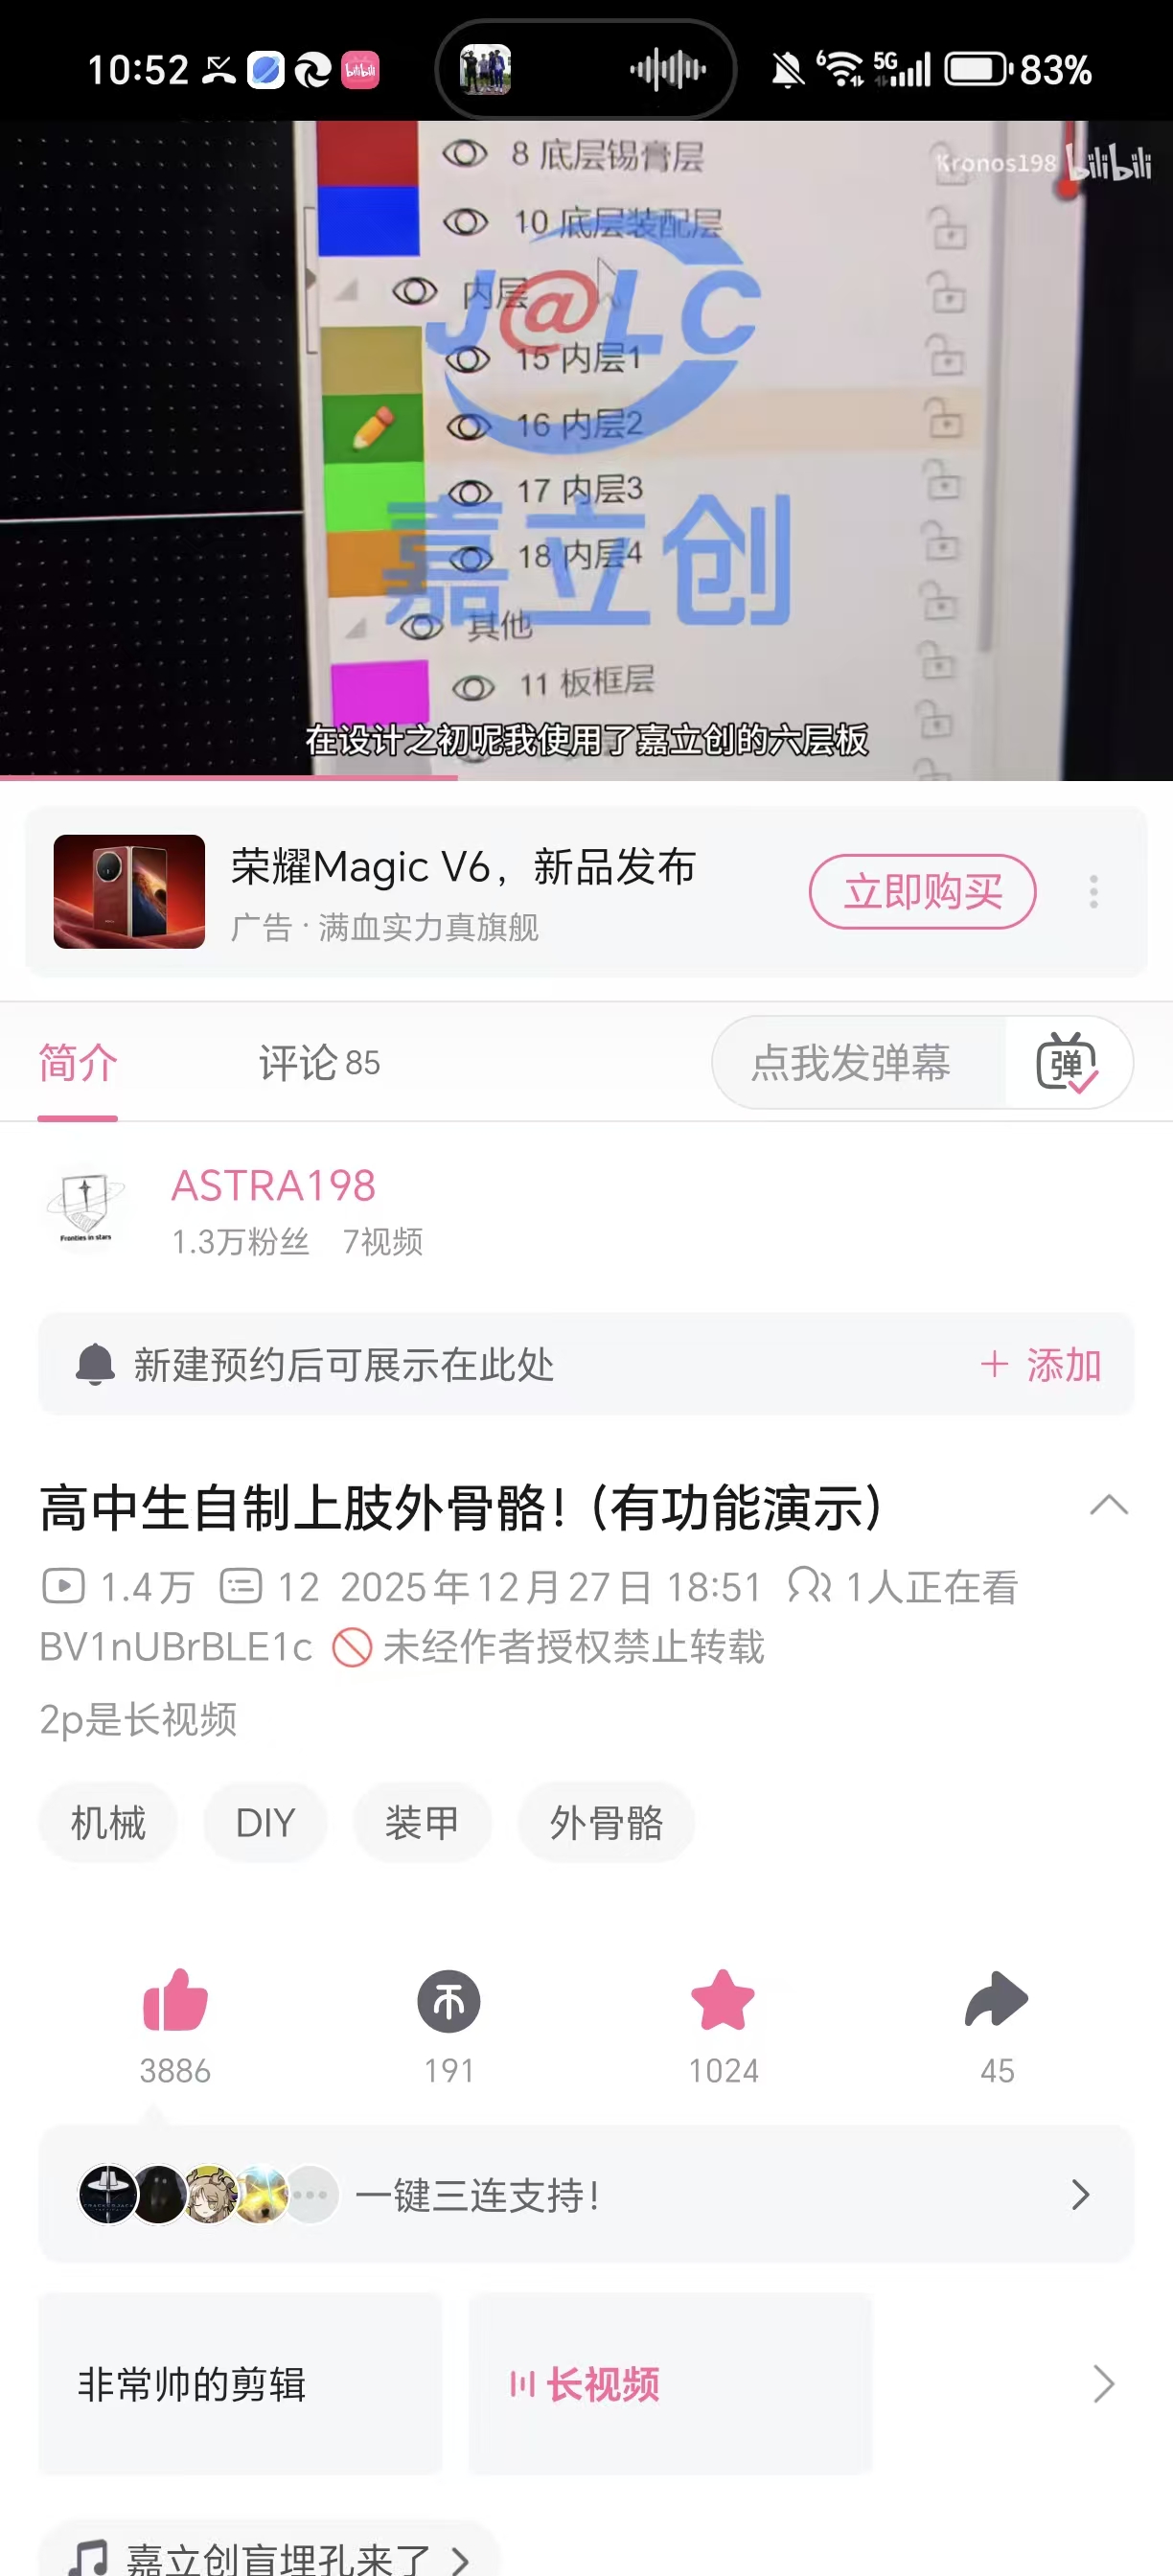 10:52
bilibili
6
5G
83%
8 底层锡膏层
Kronos198 bilibili
10 底层装配层
内层
J@LC
15 内层1
16 内层2
17 内层3
嘉立创
18 内层4
其他
11 板框层
在设计之初呢我使用了嘉立创的六层板
荣耀Magic V6，新品发布
广告 · 满血实力真旗舰
立即购买
简介
评论 85
点我发弹幕
弹
ASTRA198
Fronties in stars
1.3万粉丝 7视频
新建预约后可展示在此处
+ 添加
高中生自制上肢外骨骼！（有功能演示）
1.4万 12 2025年12月27日 18:51 1人正在看
BV1nUBrBLE1c 未经作者授权禁止转载
2p是长视频
机械 DIY 装甲 外骨骼
3886 191 1024 45
一键三连支持！
非常帅的剪辑
长视频
嘉立创盲埋孔来了